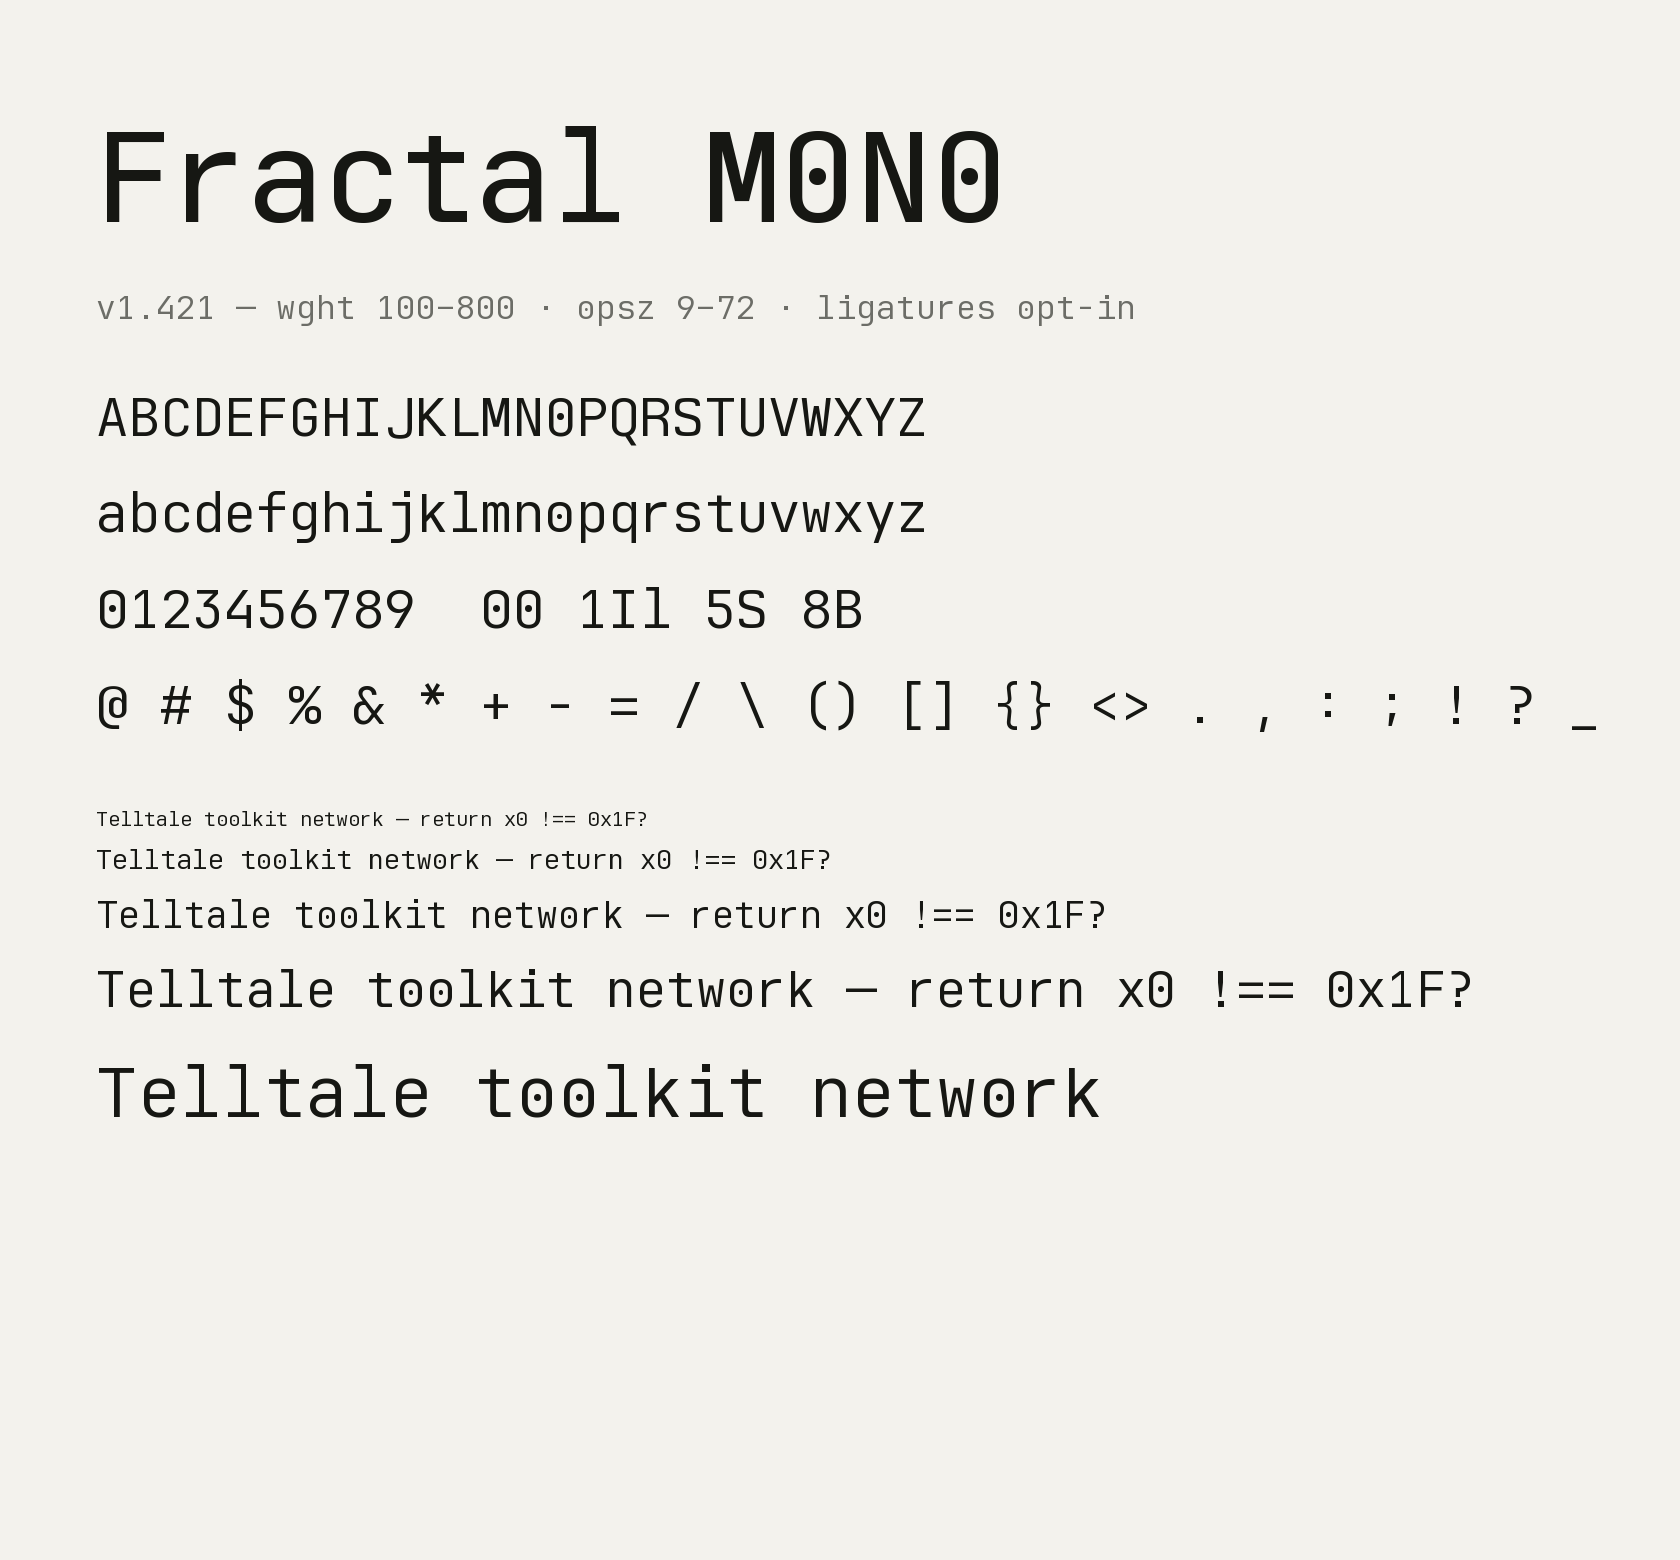 Fractal MONO
v1.421 — wght 100–800 · opsz 9–72 · ligatures opt-in
ABCDEFGHIJKLMNOPQRSTUVWXYZ
abcdefghijklmnopqrstuvwxyz
0123456789  0O 1Il 5S 8B
@ # $ % & * + - = / \ () [] {} <> . , : ; ! ? _
Telltale toolkit network — return x0 !== 0x1F?
Telltale toolkit network — return x0 !== 0x1F?
Telltale toolkit network — return x0 !== 0x1F?
Telltale toolkit network — return x0 !== 0x1F?
Telltale toolkit network